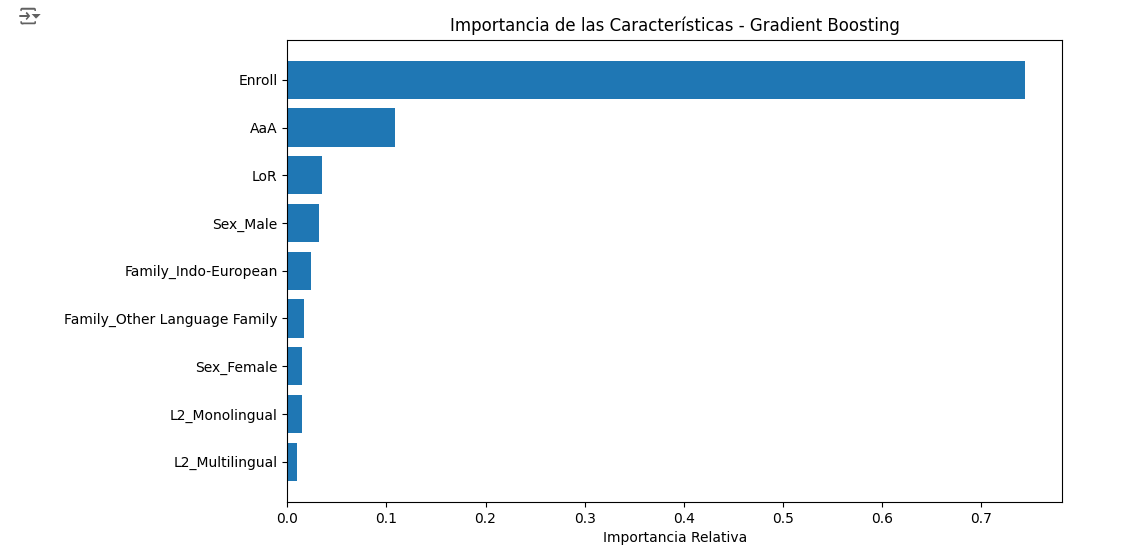 Importancia de las Características - Gradient Boosting
Enroll
AaA
LoR
Sex_Male
Family_Indo-European
Family_Other Language Family
Sex_Female
L2_Monolingual
L2_Multilingual
0.0 0.1 0.2 0.3 0.4 0.5 0.6 0.7
Importancia Relativa